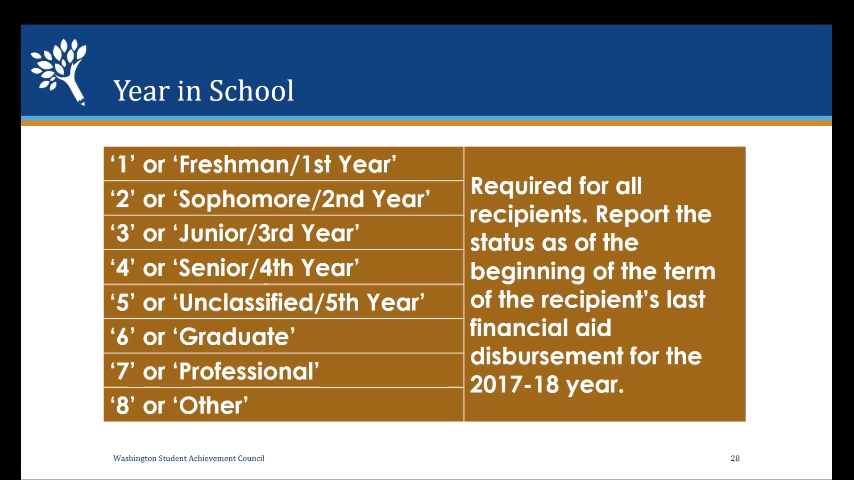 Year in School
‘1’ or ‘Freshman/1st Year’
‘2’ or ‘Sophomore/2nd Year’
‘3’ or ‘Junior/3rd Year’
‘4’ or ‘Senior/4th Year’
‘5’ or ‘Unclassified/5th Year’
‘6’ or ‘Graduate’
‘7’ or ‘Professional’
‘8’ or ‘Other’
Required for all
recipients. Report the
status as of the
beginning of the term
of the recipient’s last
financial aid
disbursement for the
2017-18 year.
Washington Student Achievement Council
28